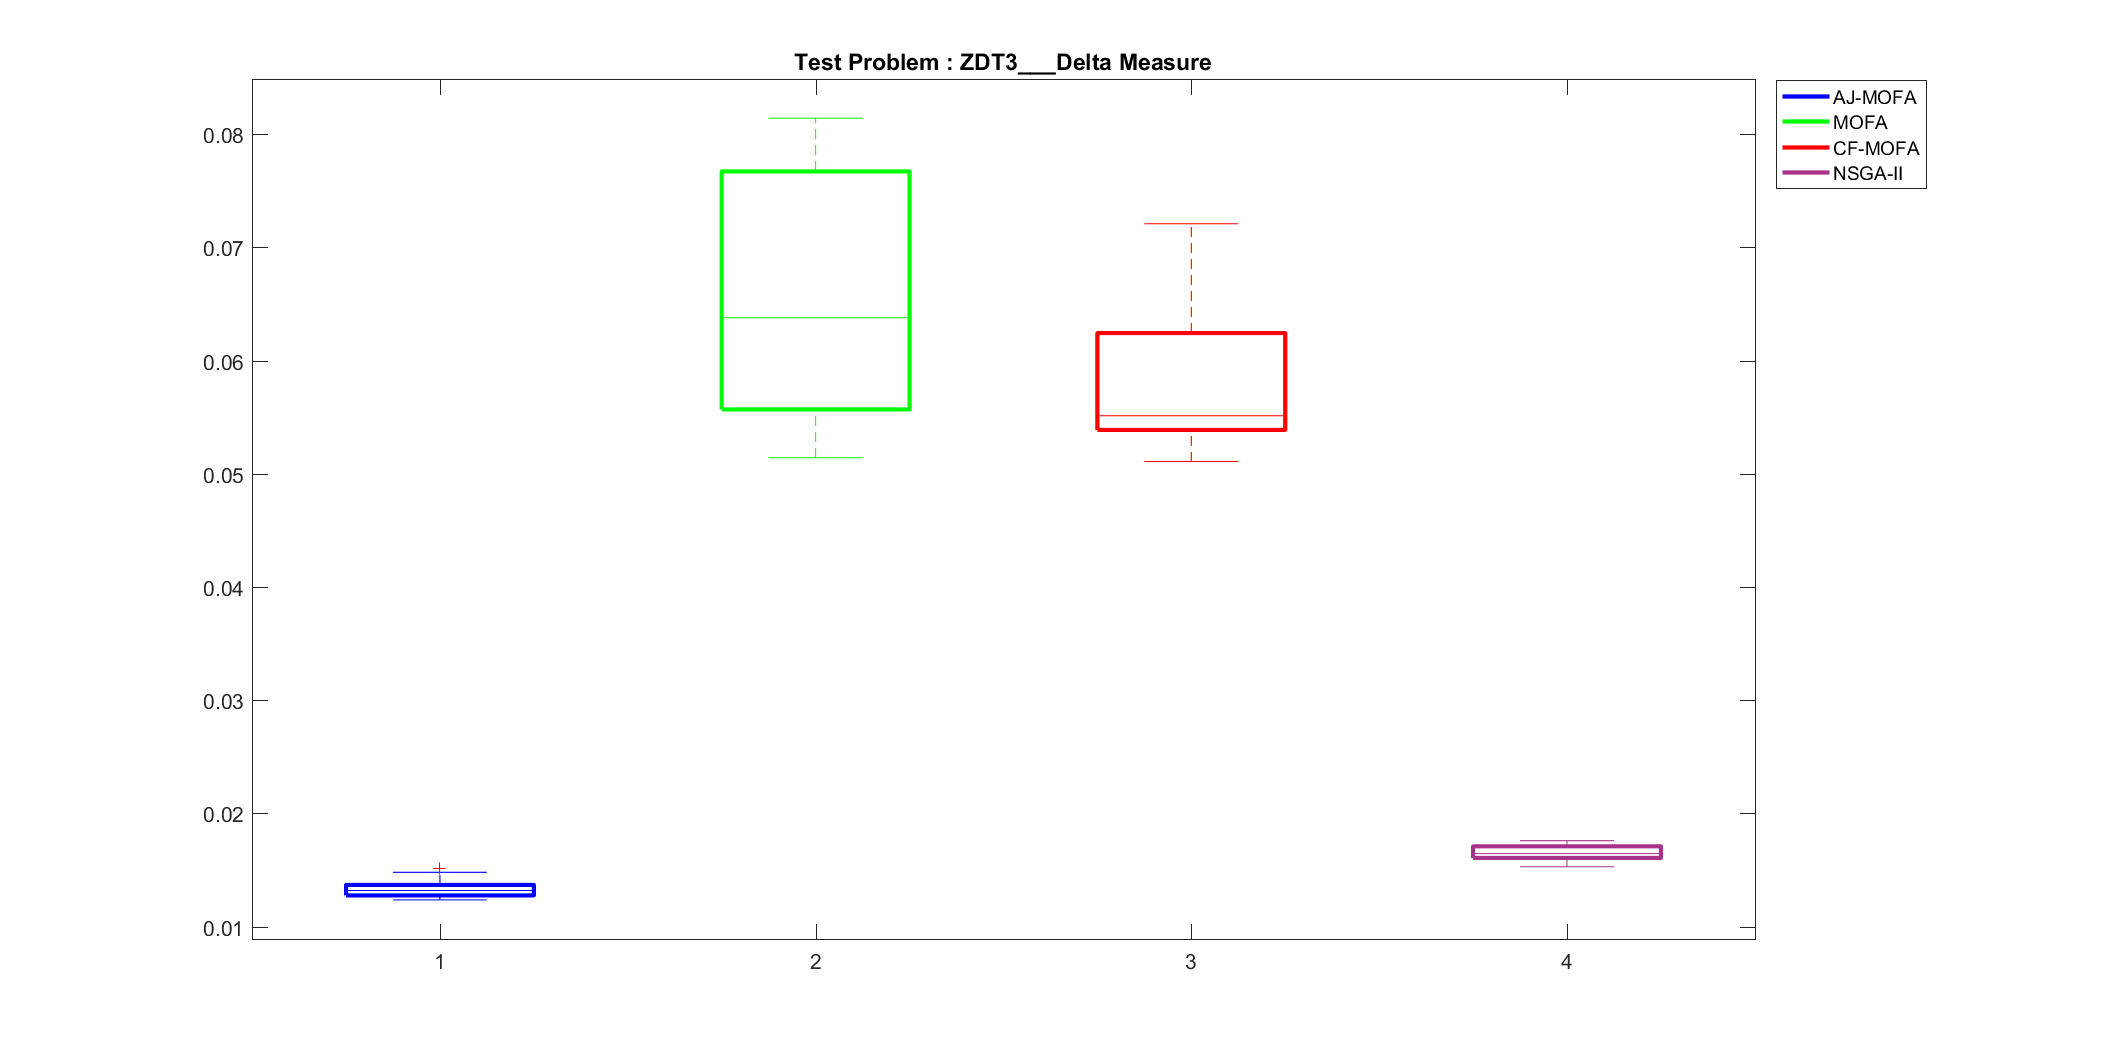 Test Problem : ZDT3___Delta Measure
AJ-MOFA
MOFA
CF-MOFA
NSGA-II
0.08
0.07
0.06
0.05
0.04
0.03
0.02
0.01
1 2 3 4